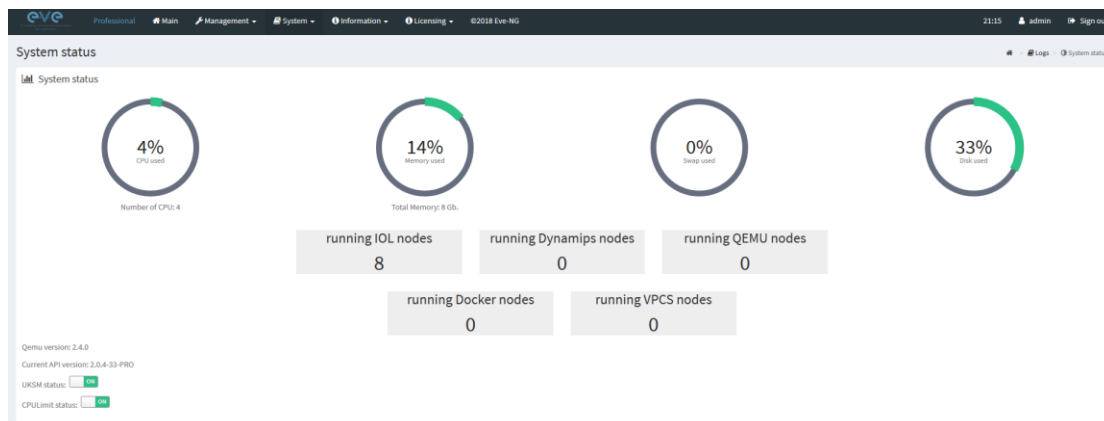 eve Professional Main Management System Information Licensing ©2018 Eve-NG 21:15 admin Sign ou
System status Logs System statu
System status
4% 14% 0% 33%
CPU used Memory used Swap used Disk used
Number of CPU: 4 Total Memory: 8 Gb.
running IOL nodes running Dynamips nodes running QEMU nodes
8 0 0
running Docker nodes running VPCS nodes
0 0
Qemu version: 2.4.0
Current API version: 2.0.4-33-PRO
UKSM status: ON
CPULimit status: ON